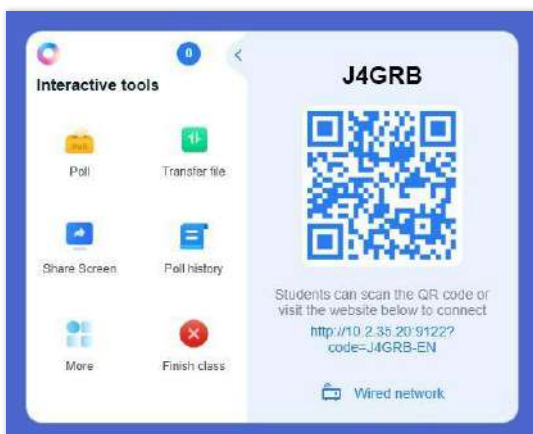 0
Interactive tools
Poll
Poll
Transfer file
Share Screen
Poll history
More
Finish class
J4GRB
Students can scan the QR code or
visit the website below to connect
http://10.2.35.20:9122?
code=J4GRB-EN
Wired network